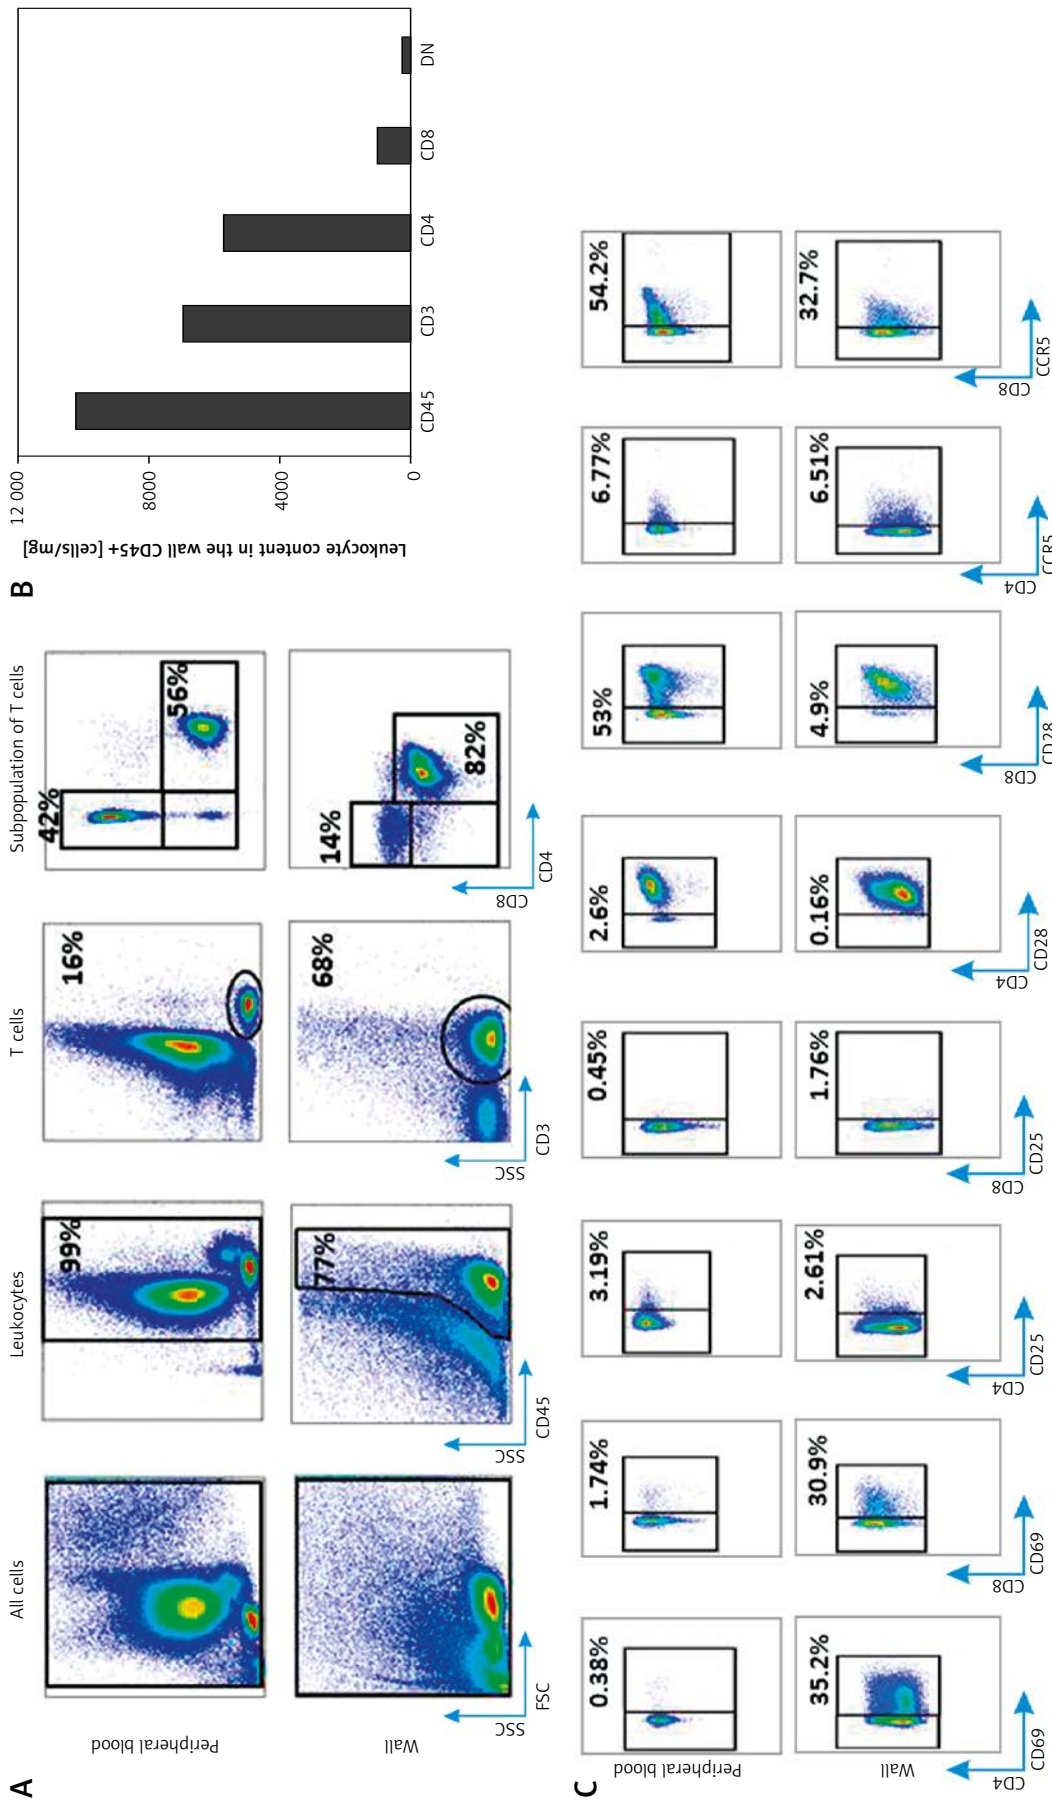 A
All cells
Leukocytes
T cells
Subpopulation of T cells
Peripheral blood
99%
16%
42%
56%
Wall
77%
68%
14%
82%
SSC
FSC
SSC
CD45
SSC
CD3
CD8
CD4
B
Leukocyte content in the wall CD45+ [cells/mg]
12 000
8000
4000
0
CD45
CD3
CD4
CD8
DN
C
Peripheral blood
0.38%
1.74%
3.19%
0.45%
2.6%
53%
6.77%
54.2%
Wall
35.2%
30.9%
2.61%
1.76%
0.16%
4.9%
6.51%
32.7%
CD4
CD69
CD8
CD69
CD4
CD25
CD8
CD25
CD4
CD28
CD8
CD28
CD4
CCR5
CD8
CCR5